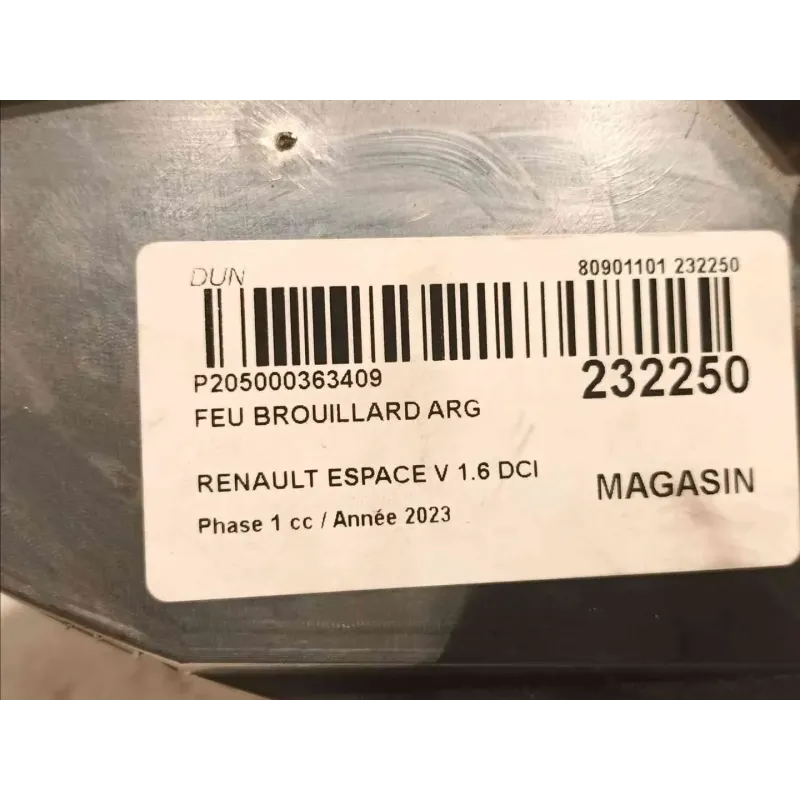 DUN 80901101 232250
P205000363409 232250
FEU BROUILLARD ARG
RENAULT ESPACE V 1.6 DCI MAGASIN
Phase 1 cc / Année 2023